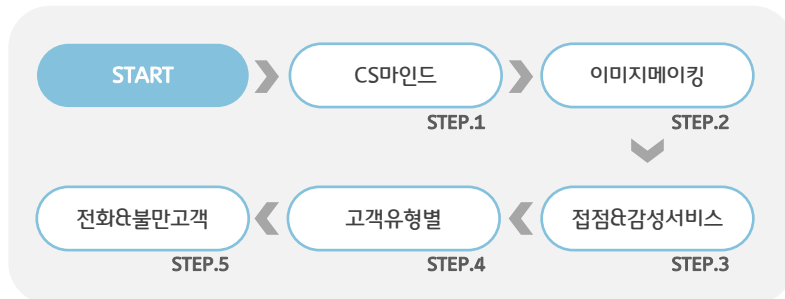 START
CS마인드
STEP.1
이미지메이킹
STEP.2
접점&감성서비스
STEP.3
고객유형별
STEP.4
전화&불만고객
STEP.5